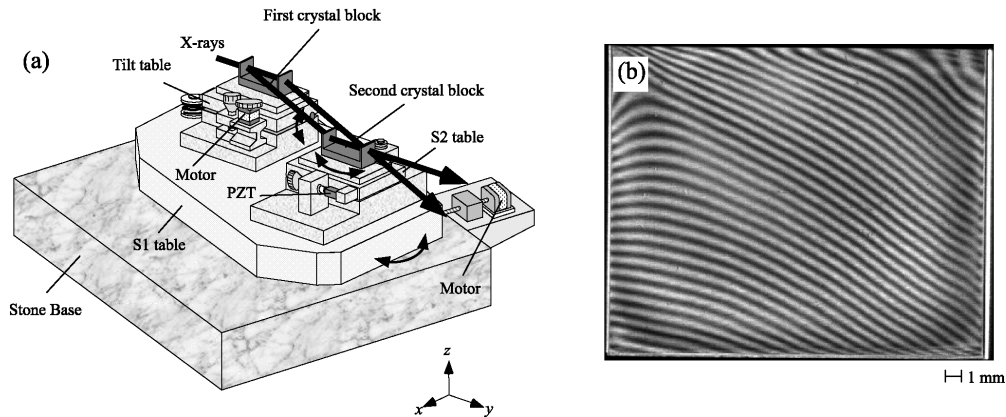 (a)
First crystal block
X-rays
Tilt table
Second crystal block
S2 table
Motor
PZT
S1 table
Stone Base
Motor
z
x
y
(b)
1 mm